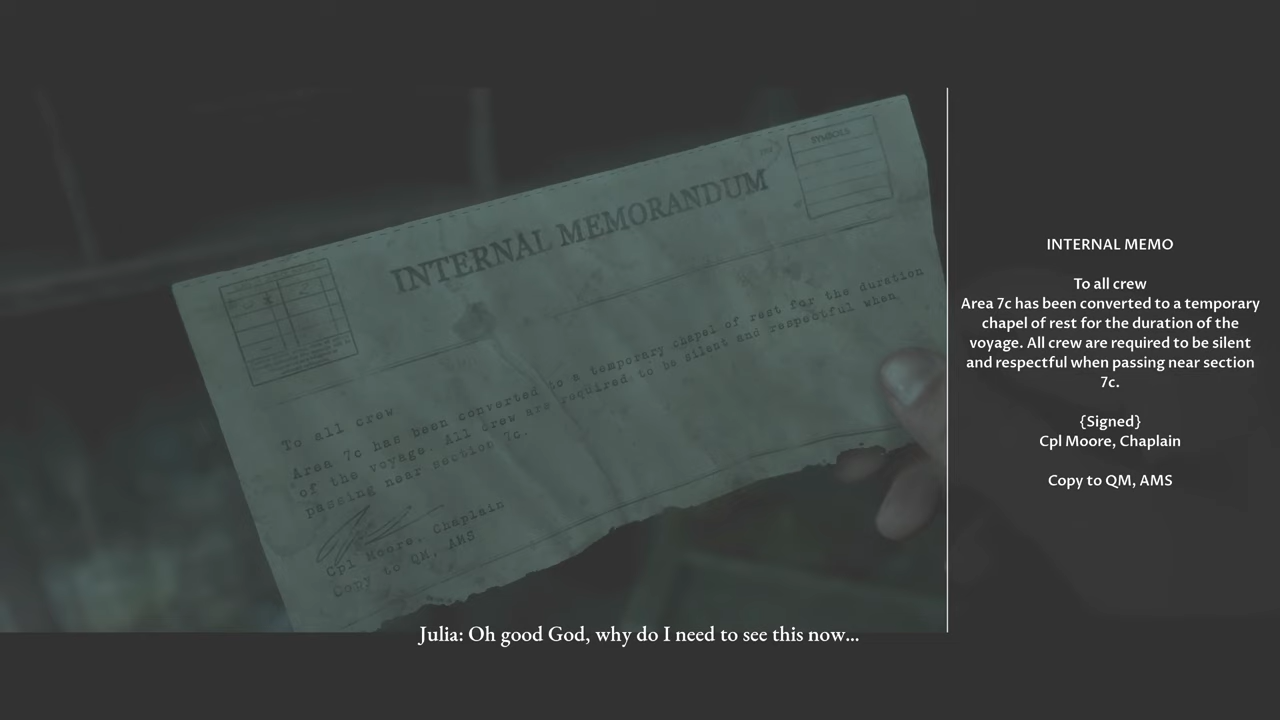 SYMBOLS
INTERNAL MEMORANDUM
To all crew
Area 7c has been converted to a temporary chapel of rest for the duration
of the voyage. All crew are required to be silent and respectful when
passing near section 7c.
Cpl Moore, Chaplain
Copy to QM, AMS
INTERNAL MEMO
To all crew
Area 7c has been converted to a temporary
chapel of rest for the duration of the
voyage. All crew are required to be silent
and respectful when passing near section
7c.
{Signed}
Cpl Moore, Chaplain
Copy to QM, AMS
Julia: Oh good God, why do I need to see this now...